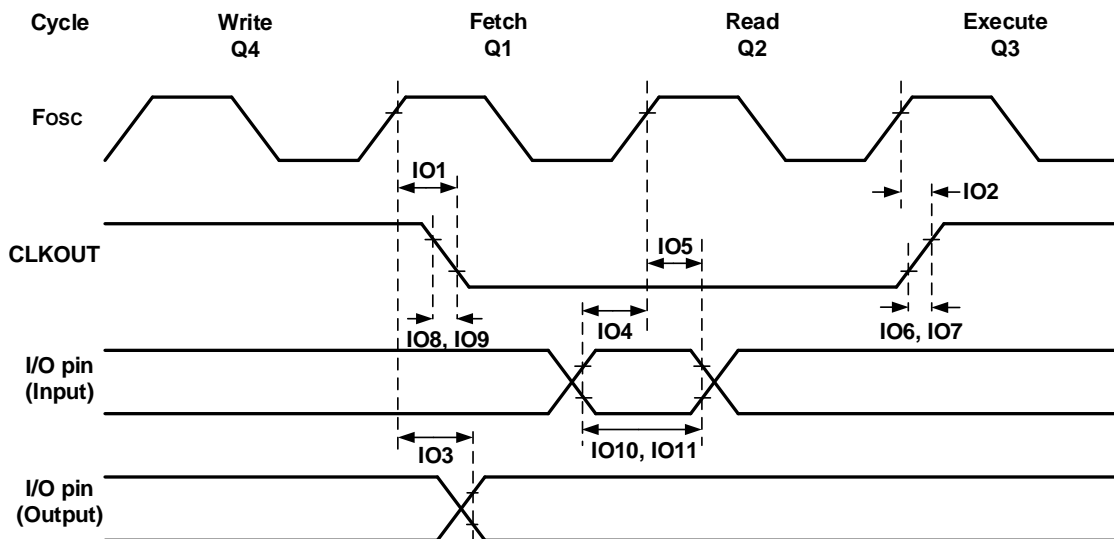 Cycle Write Fetch Read Execute
Q4 Q1 Q2 Q3
Fosc
IO1
IO2
CLKOUT
IO5
IO4
IO8, IO9
IO6, IO7
I/O pin
(Input)
IO10, IO11
IO3
I/O pin
(Output)